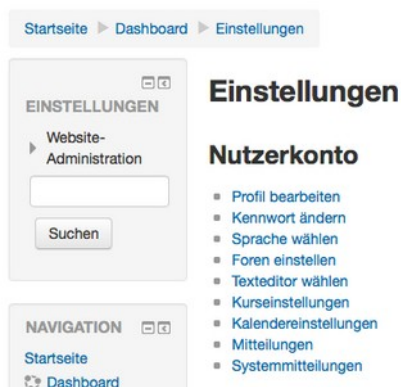 Startseite Dashboard Einstellungen
EINSTELLUNGEN
Website-
Administration
Suchen
NAVIGATION
Startseite
Dashboard
Einstellungen
Nutzerkonto
Profil bearbeiten
Kennwort ändern
Sprache wählen
Foren einstellen
Texteditor wählen
Kurseinstellungen
Kalendereinstellungen
Mitteilungen
Systemmitteilungen